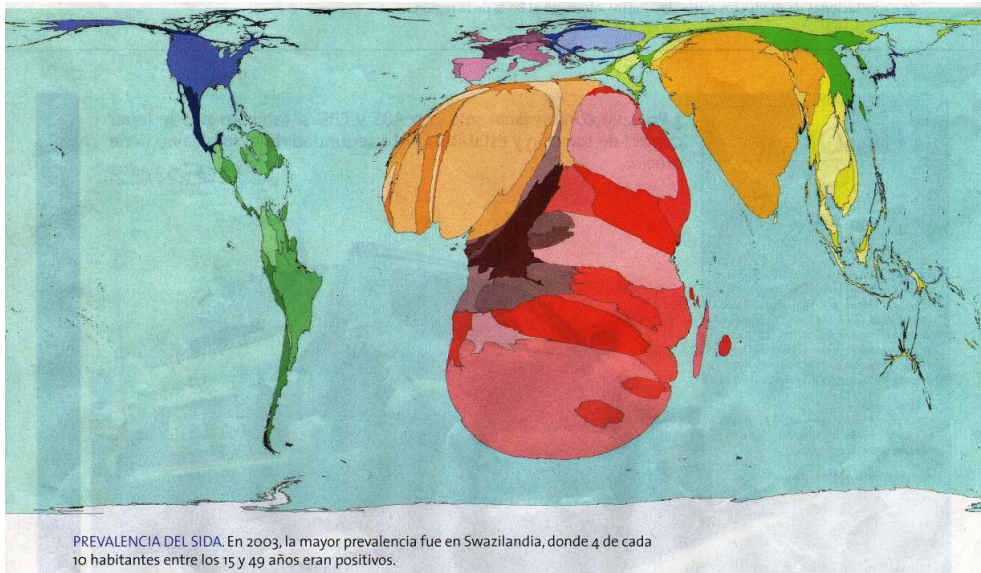 PREVALENCIA DEL SIDA. En 2003, la mayor prevalencia fue en Swazilandia, donde 4 de cada
10 habitantes entre los 15 y 49 años eran positivos.